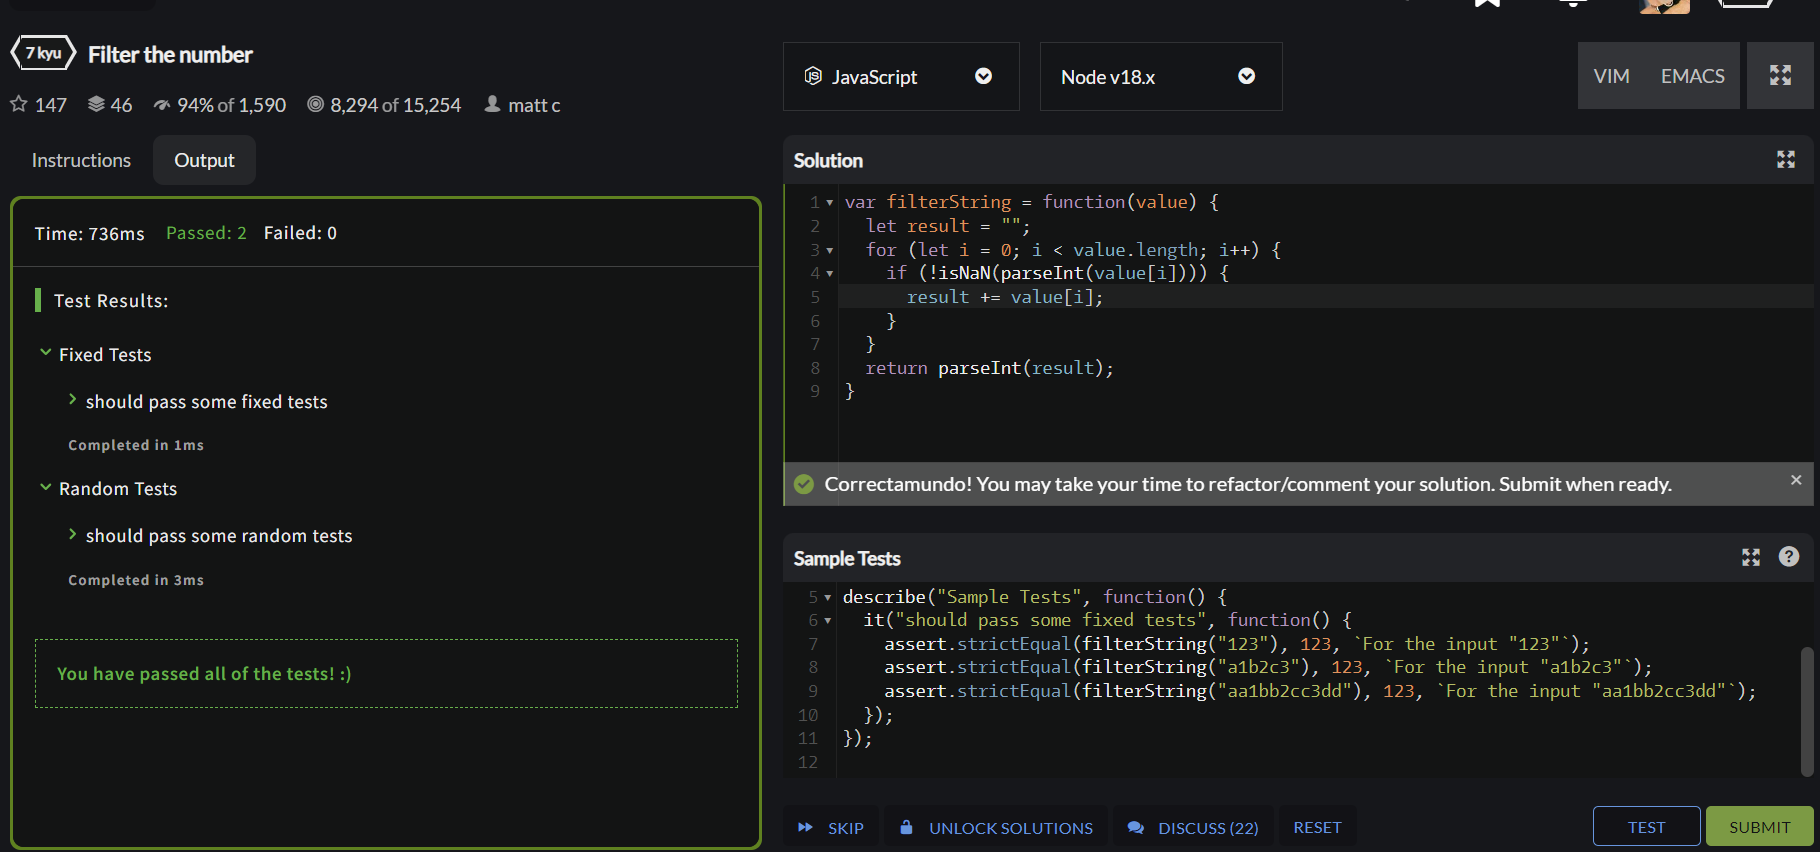 7 kyu Filter the number
147 46 94% of 1,590 8,294 of 15,254 matt c
Instructions Output
Time: 736ms Passed: 2 Failed: 0
Test Results:
Fixed Tests
should pass some fixed tests
Completed in 1ms
Random Tests
should pass some random tests
Completed in 3ms
You have passed all of the tests! :)
JavaScript Node v18.x VIM EMACS
Solution
1 var filterString = function(value) {
2   let result = "";
3   for (let i = 0; i < value.length; i++) {
4     if (!isNaN(parseInt(value[i]))) {
5       result += value[i];
6     }
7   }
8   return parseInt(result);
9 }
Correctamundo! You may take your time to refactor/comment your solution. Submit when ready. ×
Sample Tests ?
5 describe("Sample Tests", function() {
6   it("should pass some fixed tests", function() {
7     assert.strictEqual(filterString("123"), 123, `For the input "123"`);
8     assert.strictEqual(filterString("a1b2c3"), 123, `For the input "a1b2c3"`);
9     assert.strictEqual(filterString("aa1bb2cc3dd"), 123, `For the input "aa1bb2cc3dd"`);
10   });
11 });
12
SKIP UNLOCK SOLUTIONS DISCUSS (22) RESET TEST SUBMIT